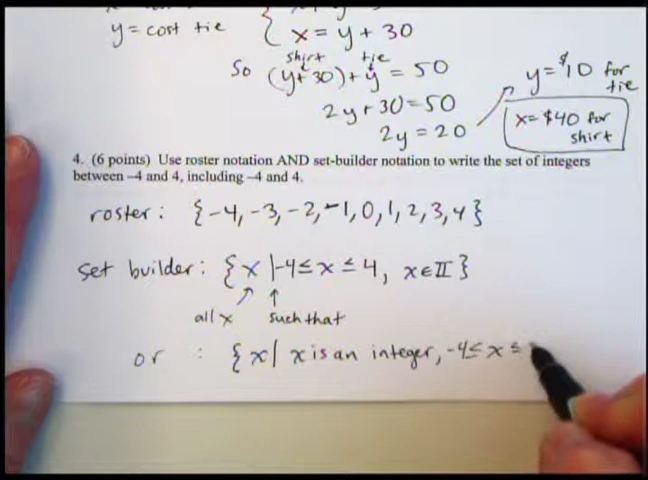 y = cost tie
x = y + 30
shirt tie
So (y + 30) + y = 50
y = $10 for tie
2y + 30 = 50
x = $40 for shirt
2y = 20
4. (6 points) Use roster notation AND set-builder notation to write the set of integers
between –4 and 4, including –4 and 4.
roster: {-4, -3, -2, -1, 0, 1, 2, 3, 4}
set builder: {x | -4 ≤ x ≤ 4, x ∈ II}
all x such that
or : {x | x is an integer, -4 ≤ x ≤